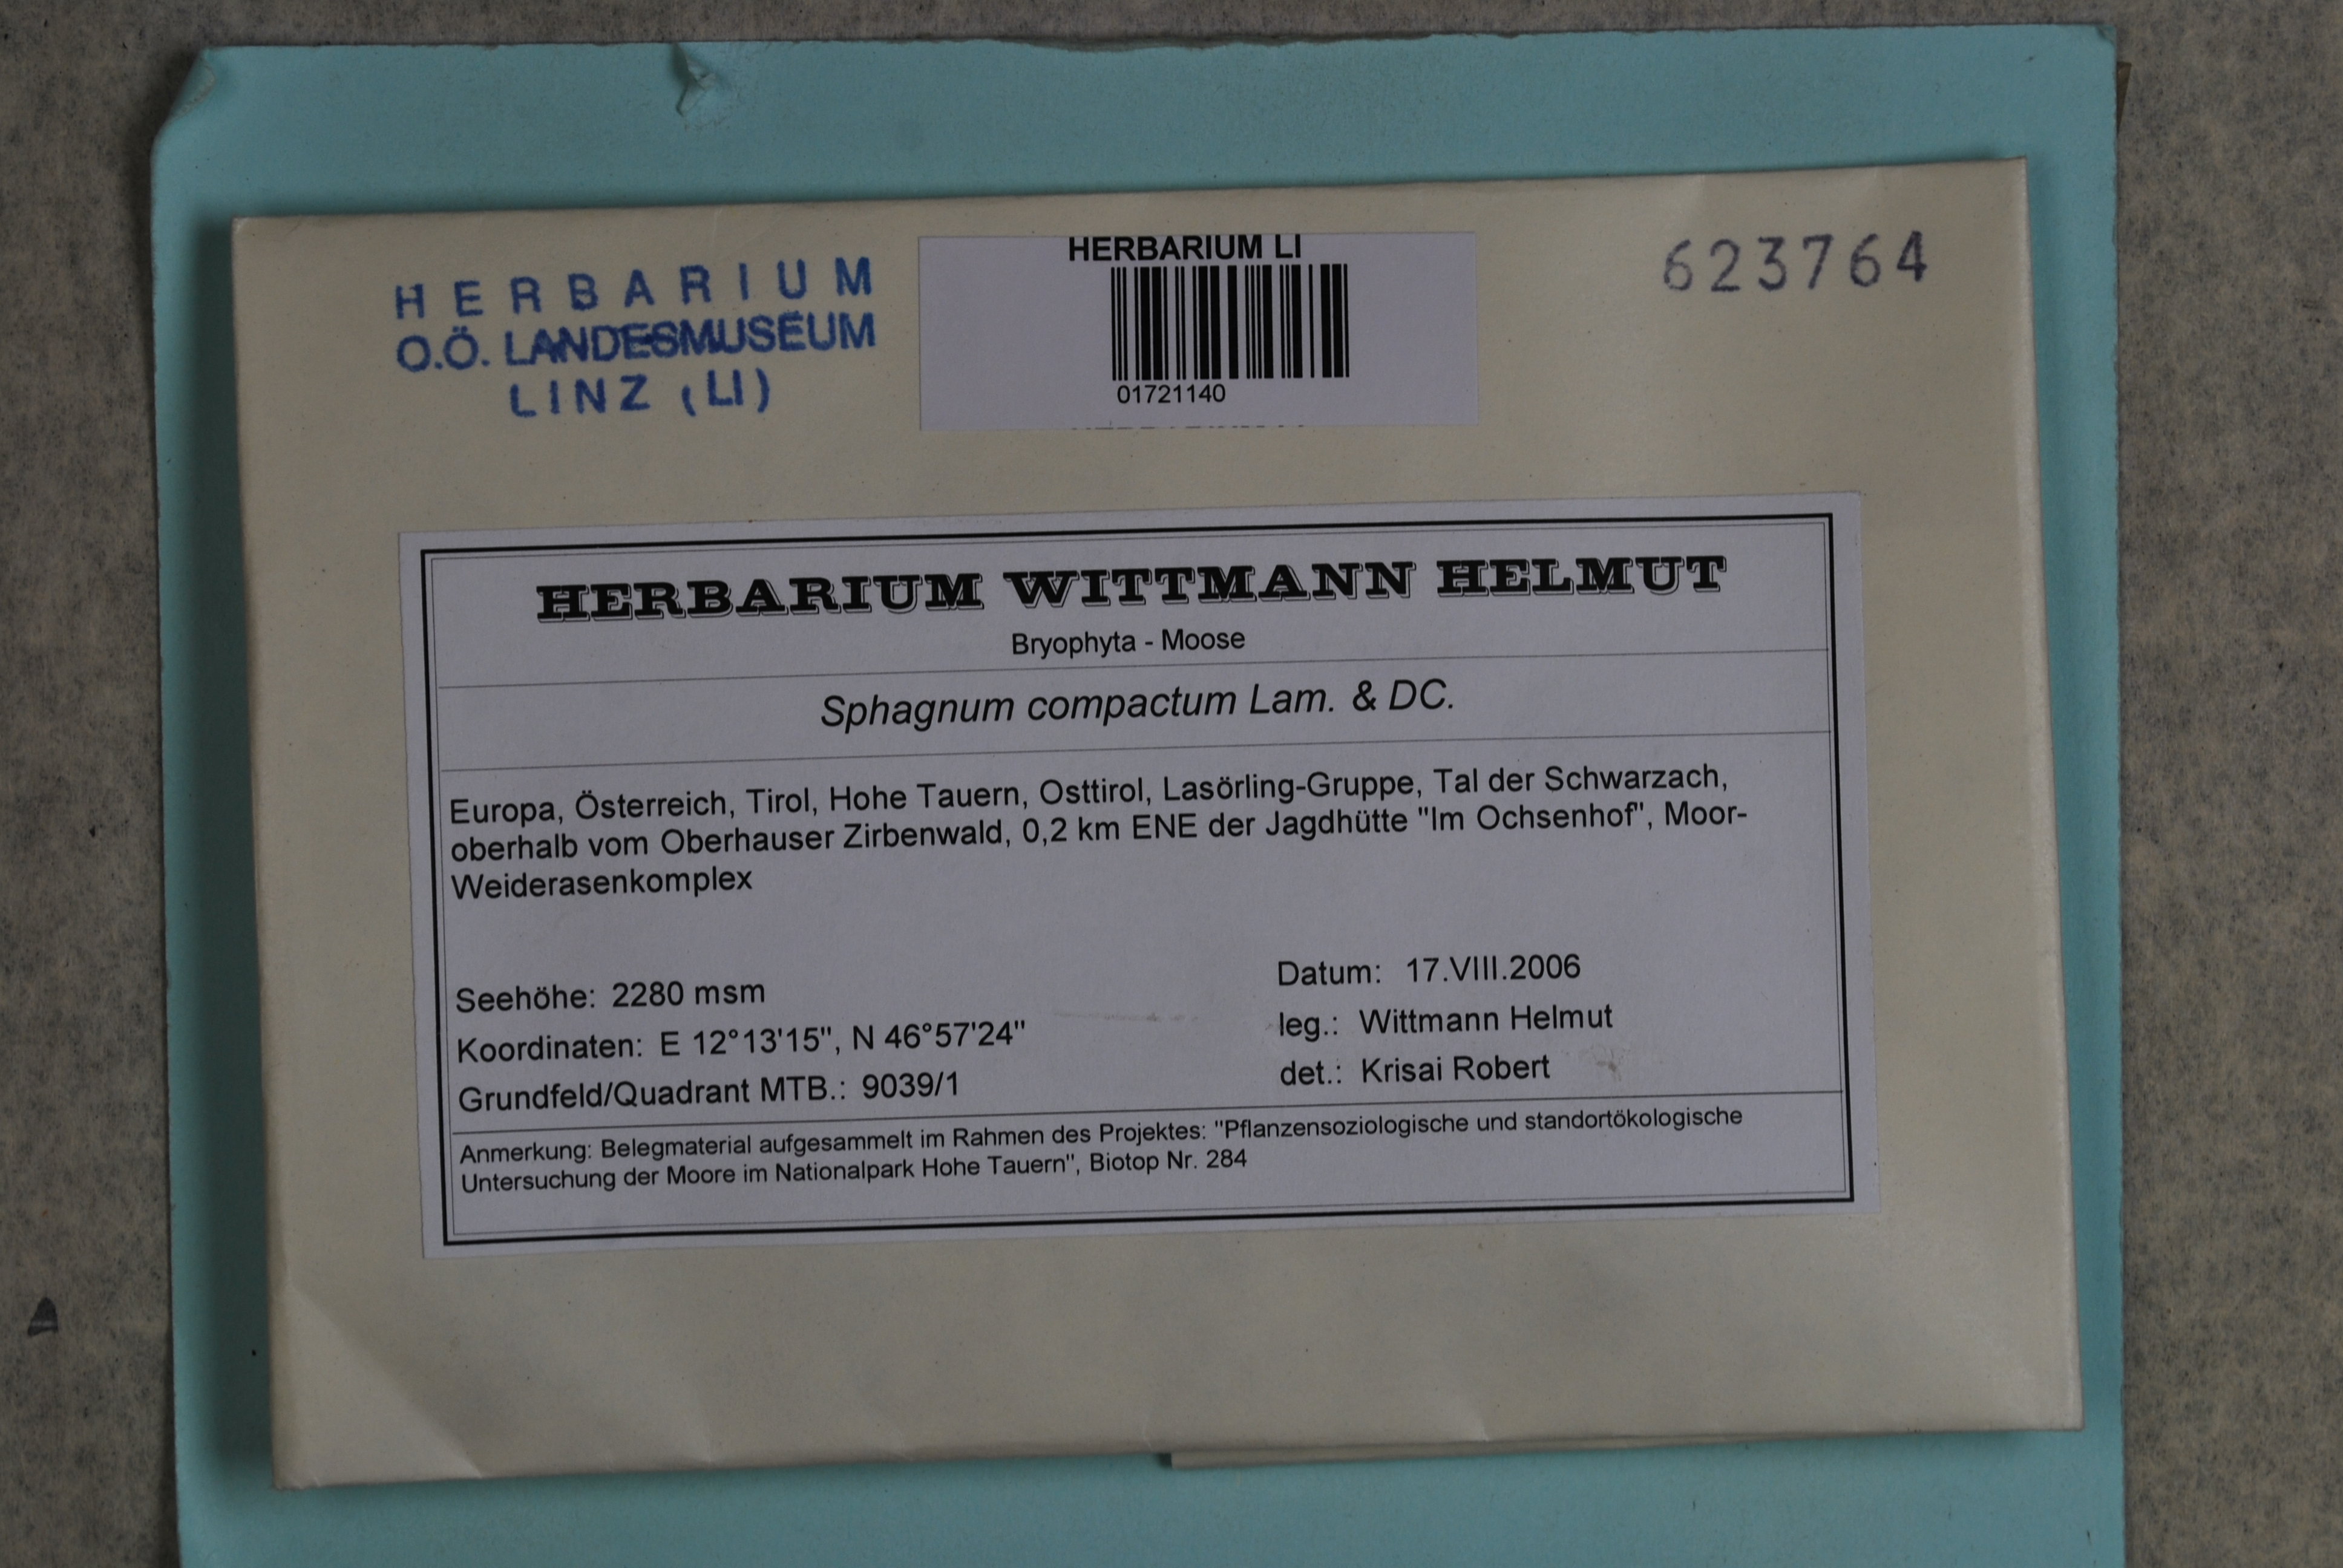 HERBARIUM
O.Ö. LANDESMUSEUM
LINZ (LI)
HERBARIUM LI
01721140
623764
HERBARIUM WITTMANN HELMUT
Bryophyta - Moose
Sphagnum compactum Lam. & DC.
Europa, Österreich, Tirol, Hohe Tauern, Osttirol, Lasörling-Gruppe, Tal der Schwarzach,
oberhalb vom Oberhauser Zirbenwald, 0,2 km ENE der Jagdhütte "Im Ochsenhof", Moor-
Weiderasenkomplex
Seehöhe: 2280 msm
Koordinaten: E 12°13'15", N 46°57'24"
Grundfeld/Quadrant MTB.: 9039/1
Datum: 17.VIII.2006
leg.: Wittmann Helmut
det.: Krisai Robert
Anmerkung: Belegmaterial aufgesammelt im Rahmen des Projektes: "Pflanzensoziologische und standortökologische
Untersuchung der Moore im Nationalpark Hohe Tauern", Biotop Nr. 284